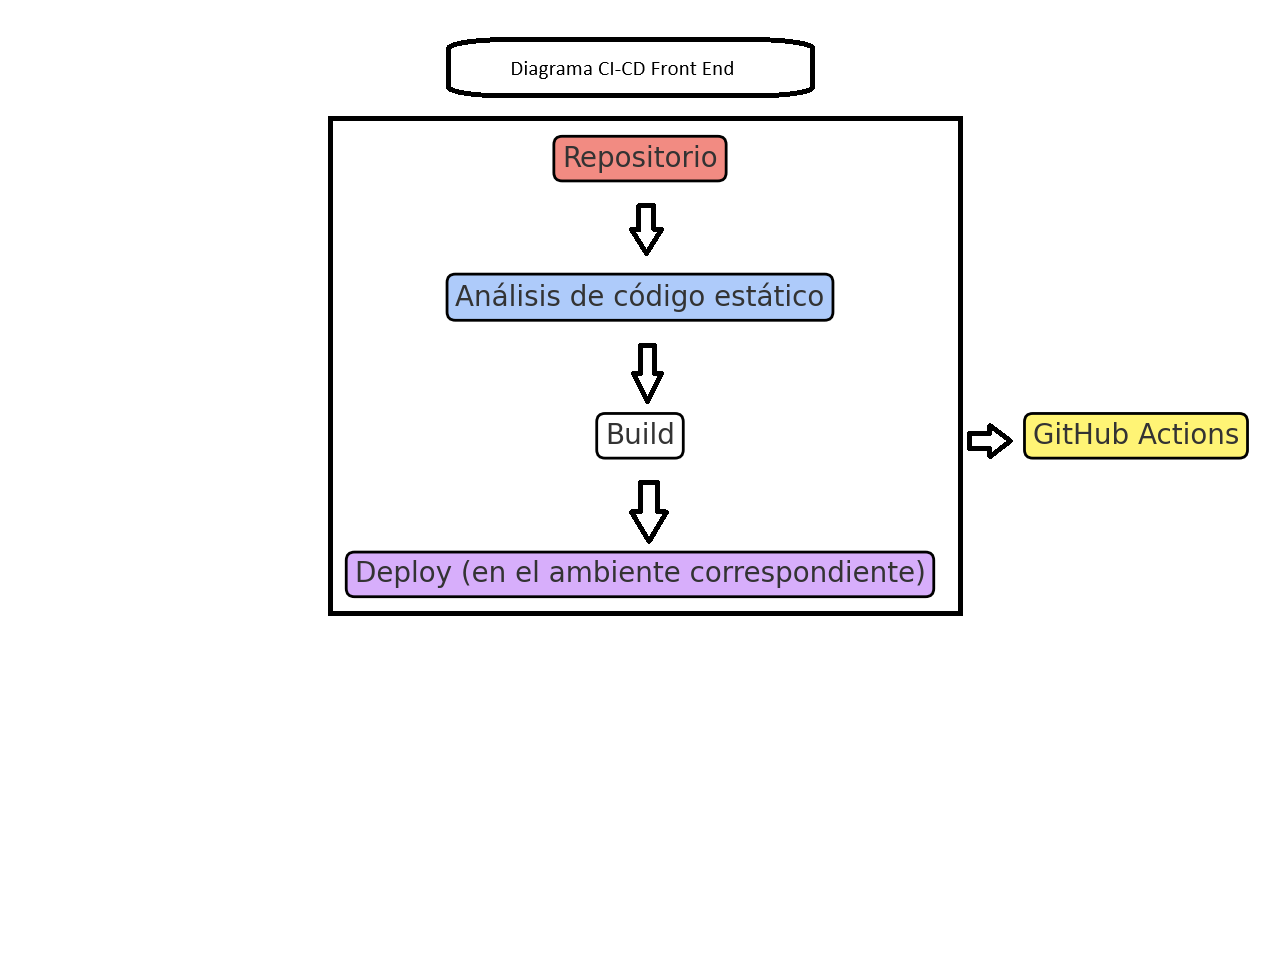 Diagrama CI-CD Front End
Repositorio
Análisis de código estático
Build
GitHub Actions
Deploy (en el ambiente correspondiente)